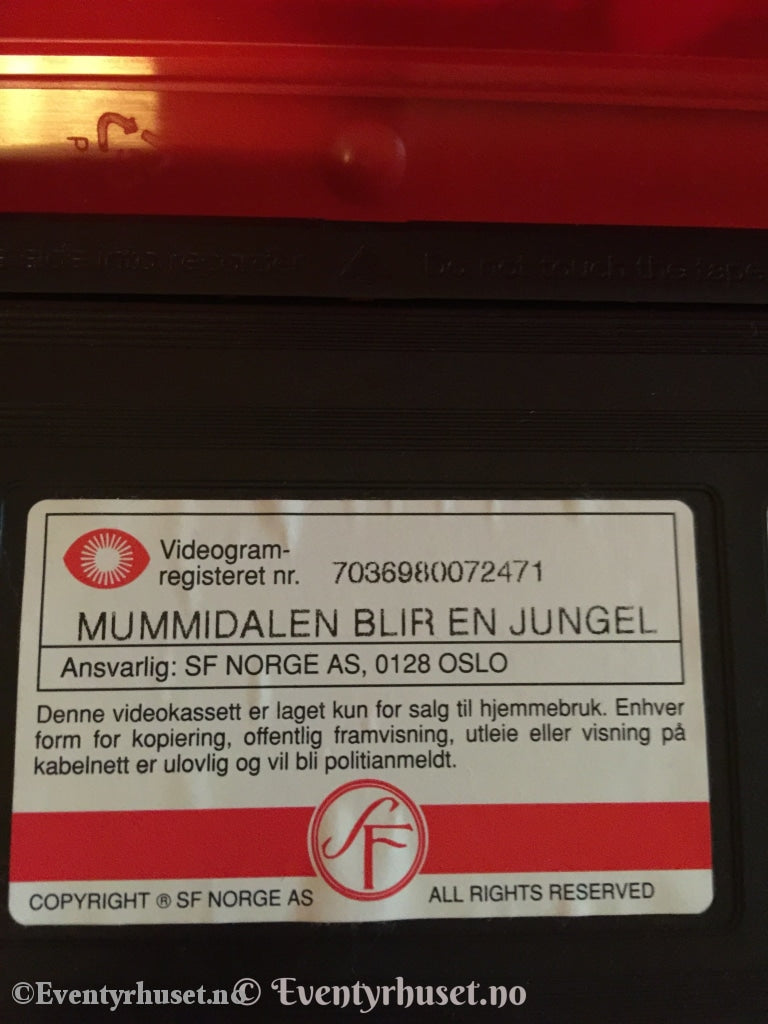 side into recorder Do not touch the tape
Videogram-
registeret nr. 7036980072471
MUMMIDALEN BLIR EN JUNGEL
Ansvarlig: SF NORGE AS, 0128 OSLO
Denne videokassett er laget kun for salg til hjemmebruk. Enhver
form for kopiering, offentlig framvisning, utleie eller visning på
kabelnett er ulovlig og vil bli politianmeldt.
SF
COPYRIGHT ® SF NORGE AS ALL RIGHTS RESERVED
©Eventyrhuset.no © Eventyrhuset.no